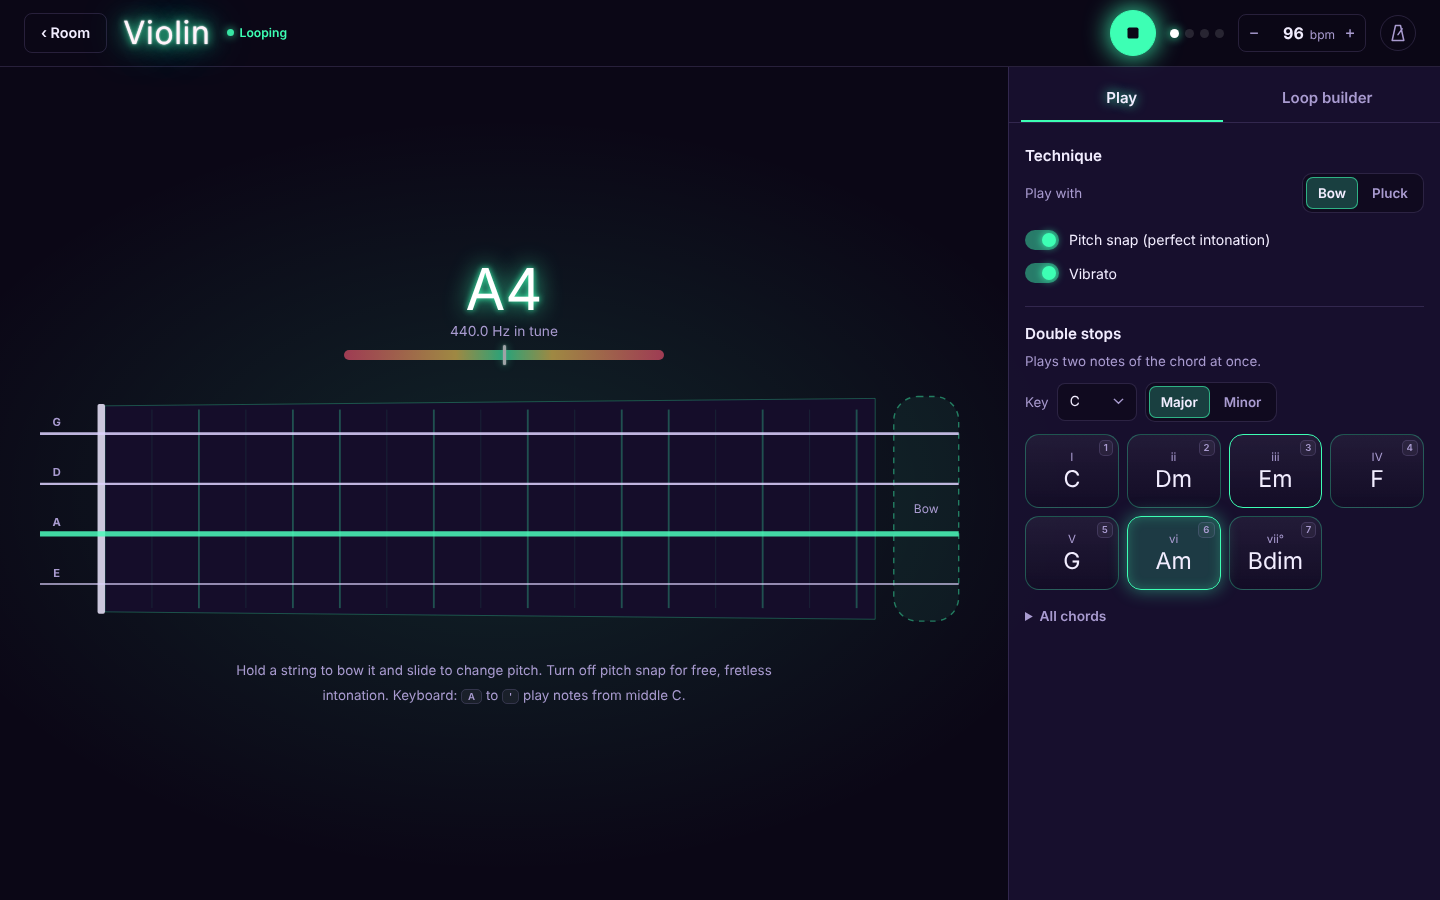 ‹ Room
Violin
Looping
− 96 bpm +
Play
Loop builder
Technique
Play with
Bow
Pluck
Pitch snap (perfect intonation)
Vibrato
Double stops
Plays two notes of the chord at once.
Key
C
Major
Minor
1
I
C
2
ii
Dm
3
iii
Em
4
IV
F
5
V
G
6
vi
Am
7
vii°
Bdim
All chords
A4
440.0 Hz in tune
G
D
A
E
Bow
Hold a string to bow it and slide to change pitch. Turn off pitch snap for free, fretless
intonation. Keyboard: A to ' play notes from middle C.